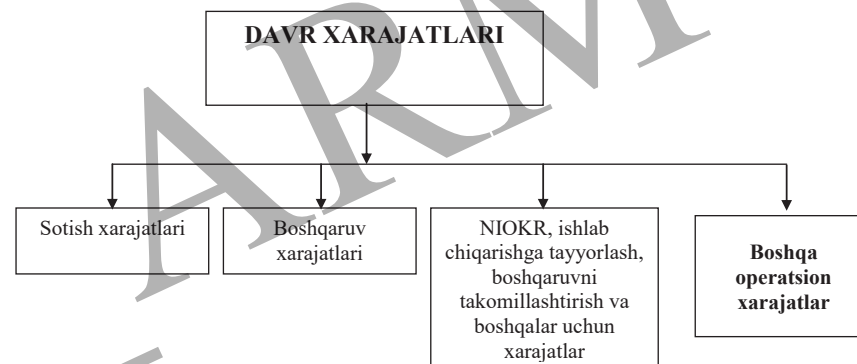 DAVR XARAJATLARI
Sotish xarajatlari
Boshqaruv
xarajatlari
NIOKR, ishlab
chiqarishga tayyorlash,
boshqaruvni
takomillashtirish va
boshqalar uchun
xarajatlar
Boshqa
operatsion
xarajatlar
ARM